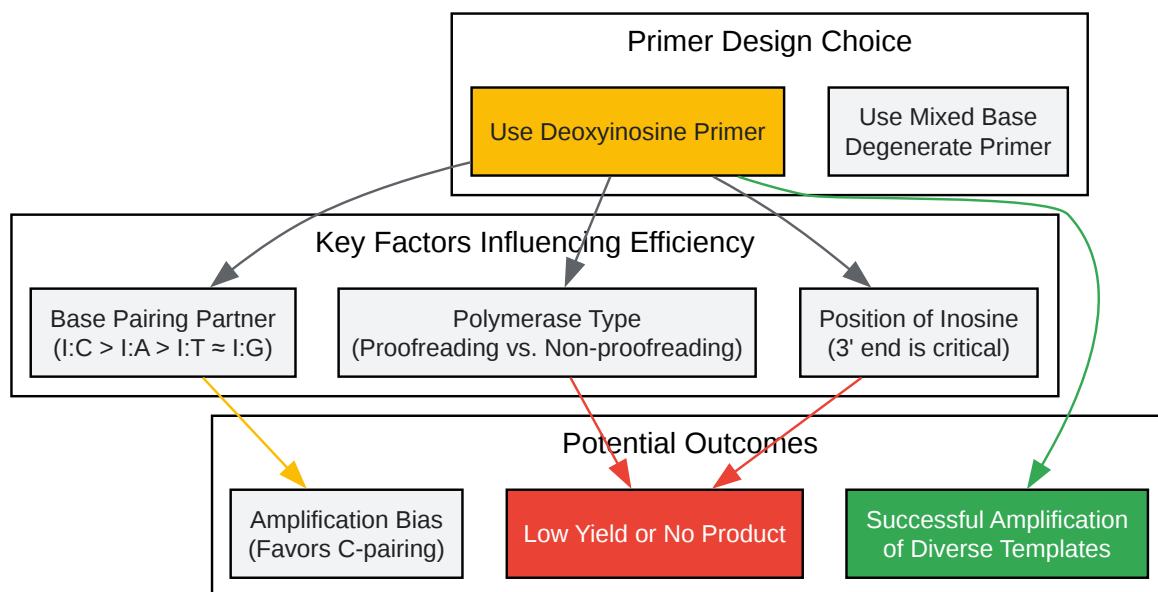 Primer Design Choice
Use Deoxyinosine Primer
Use Mixed Base
Degenerate Primer
Key Factors Influencing Efficiency
Base Pairing Partner
(I:C > I:A > I:T ≈ I:G)
Polymerase Type
(Proofreading vs. Non-proofreading)
Position of Inosine
(3' end is critical)
Potential Outcomes
Amplification Bias
(Favors C-pairing)
Low Yield or No Product
Successful Amplification
of Diverse Templates